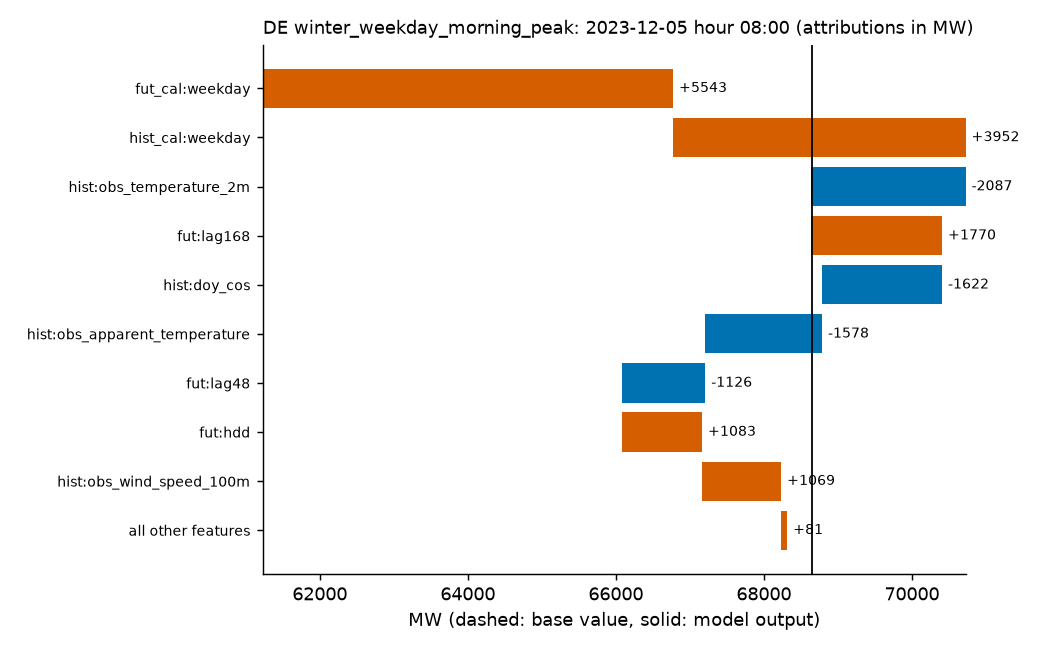 DE winter_weekday_morning_peak: 2023-12-05 hour 08:00 (attributions in MW)
fut_cal:weekday +5543
hist_cal:weekday +3952
hist:obs_temperature_2m -2087
fut:lag168 +1770
hist:doy_cos -1622
hist:obs_apparent_temperature -1578
fut:lag48 -1126
fut:hdd +1083
hist:obs_wind_speed_100m +1069
all other features +81
62000 64000 66000 68000 70000
MW (dashed: base value, solid: model output)